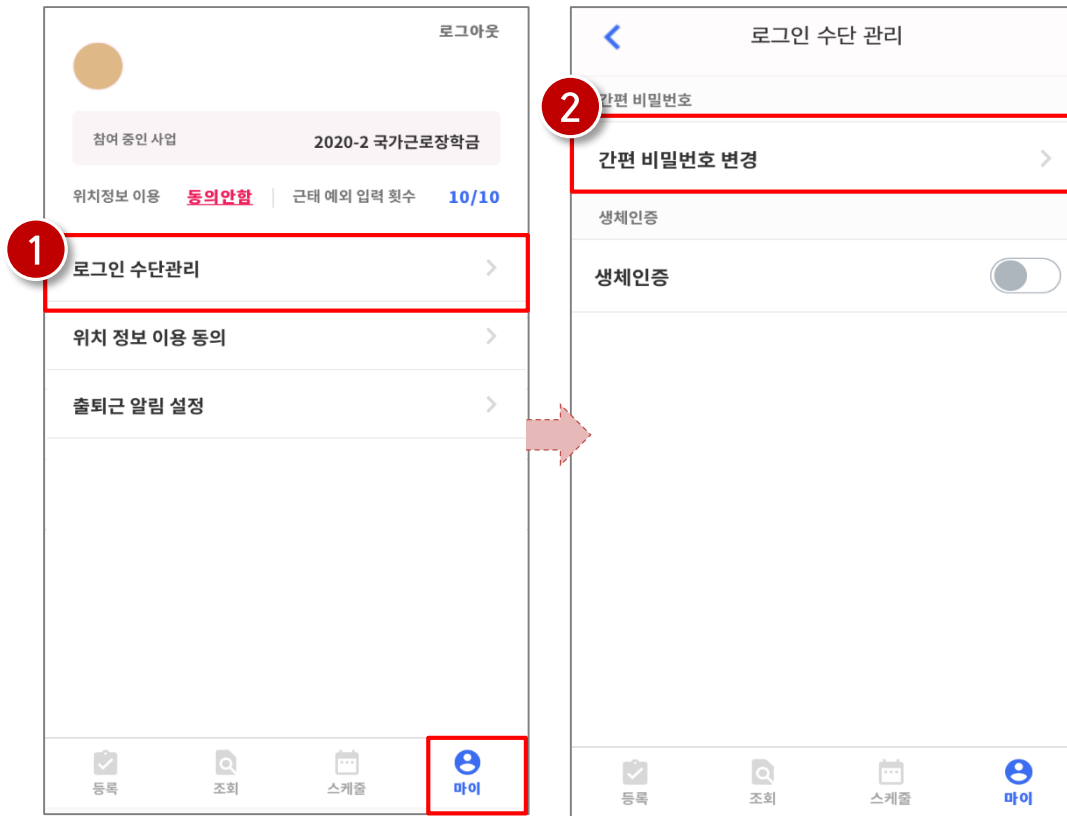 로그아웃
참여 중인 사업 2020-2 국가근로장학금
위치정보 이용 동의안함 근태 예외 입력 횟수 10/10
1
로그인 수단관리
위치 정보 이용 동의
출퇴근 알림 설정
등록 조회 스케줄 마이
로그인 수단 관리
2
간편 비밀번호
간편 비밀번호 변경
생체인증
생체인증
등록 조회 스케줄 마이